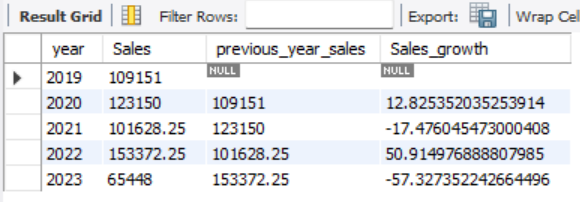 Result Grid Filter Rows: Export: Wrap Cel
year Sales previous_year_sales Sales_growth
2019 109151 NULL NULL
2020 123150 109151 12.825352035253914
2021 101628.25 123150 -17.476045473000408
2022 153372.25 101628.25 50.914976888807985
2023 65448 153372.25 -57.327352242664496